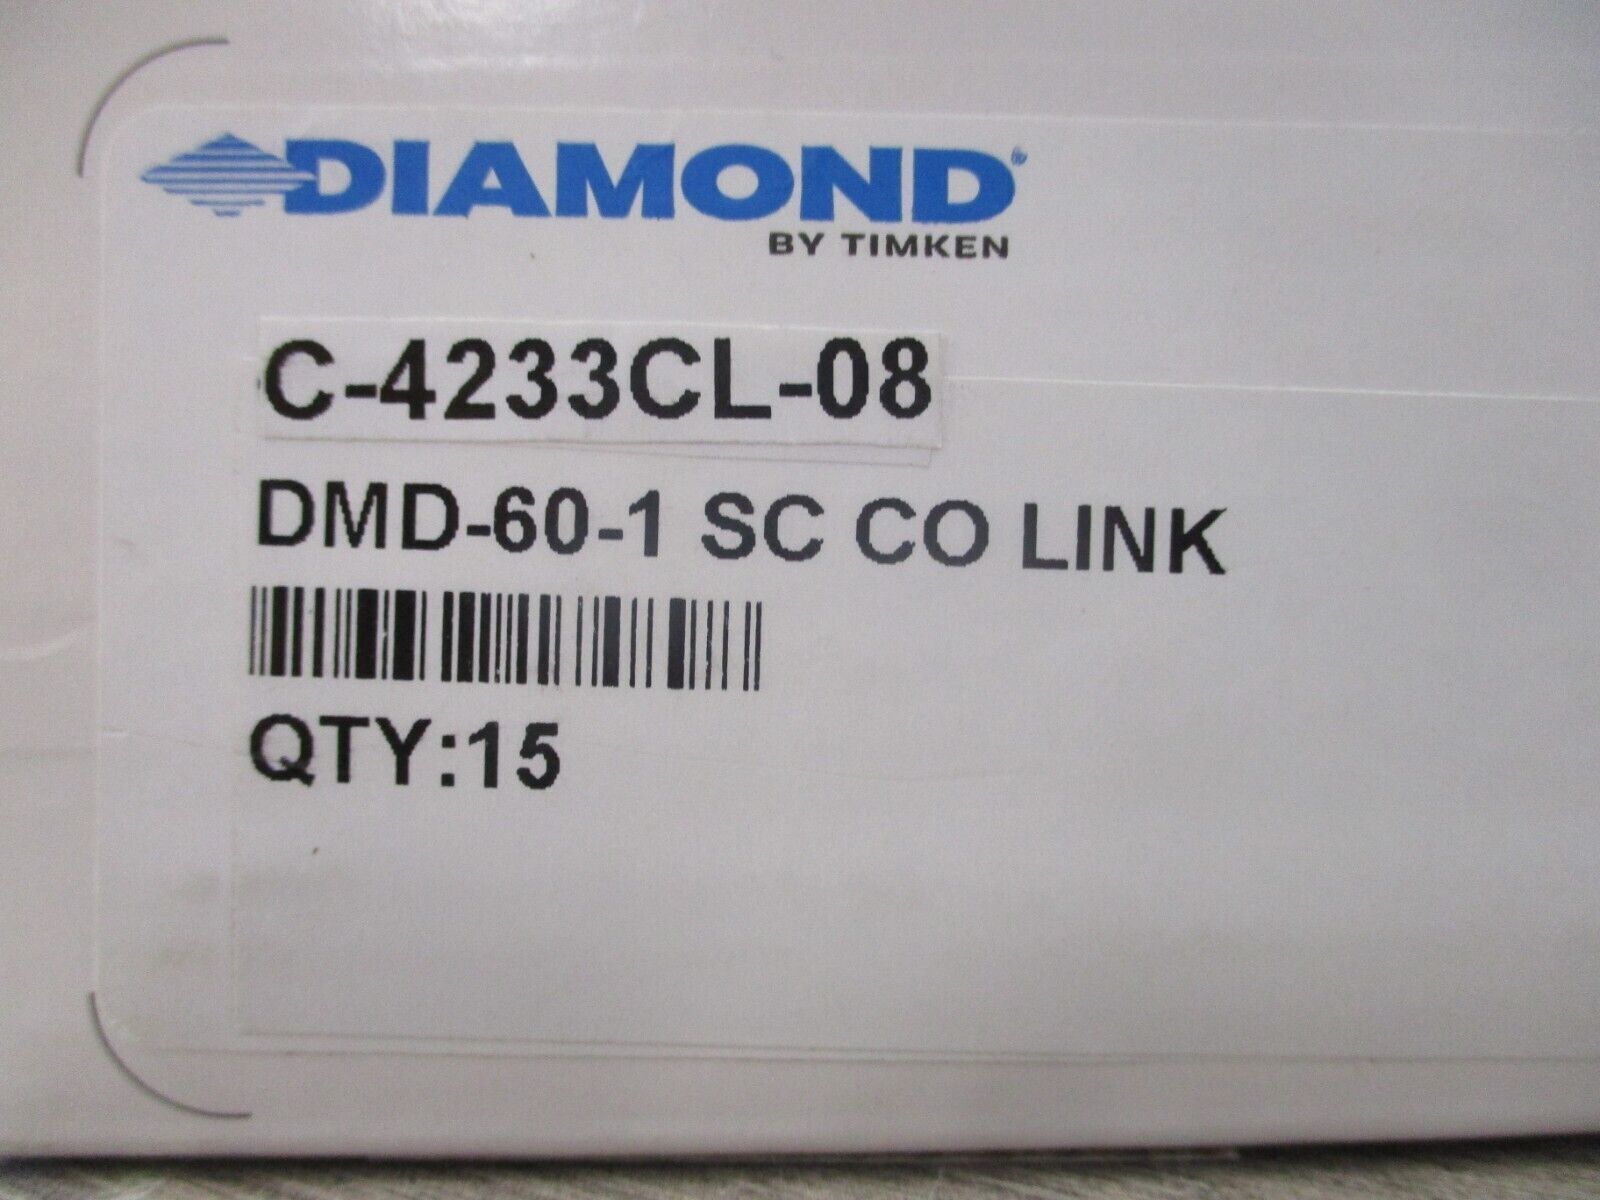 DIAMOND®
BY TIMKEN
C-4233CL-08
DMD-60-1 SC CO LINK
QTY:15